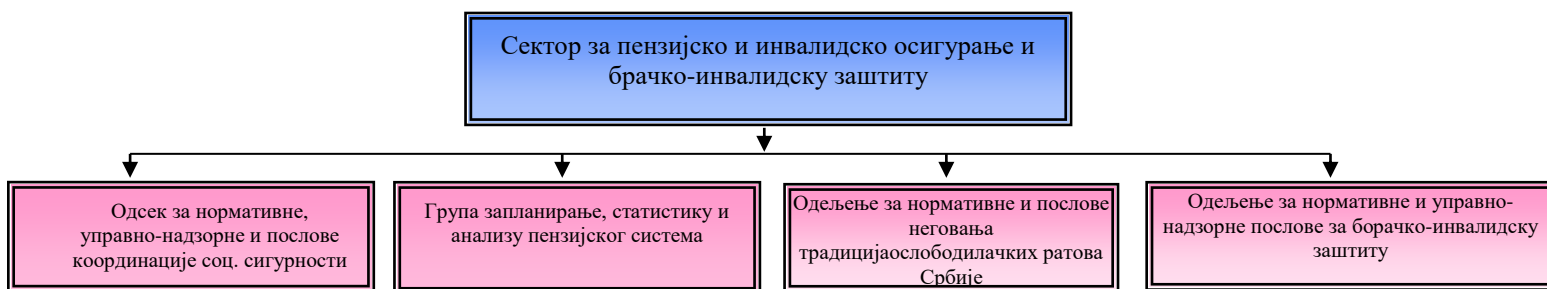 Сектор за пензијско и инвалидско осигурање и
брачко-инвалидску заштиту
Одсек за нормативне,
управно-надзорне и послове
координације соц. сигурности
Група запланирање, статистику и
анализу пензијског система
Одељење за нормативне и послове
неговања
традицијаослободилачких ратова
Србије
Одељење за нормативне и управно-
надзорне послове за борачко-инвалидску
заштиту